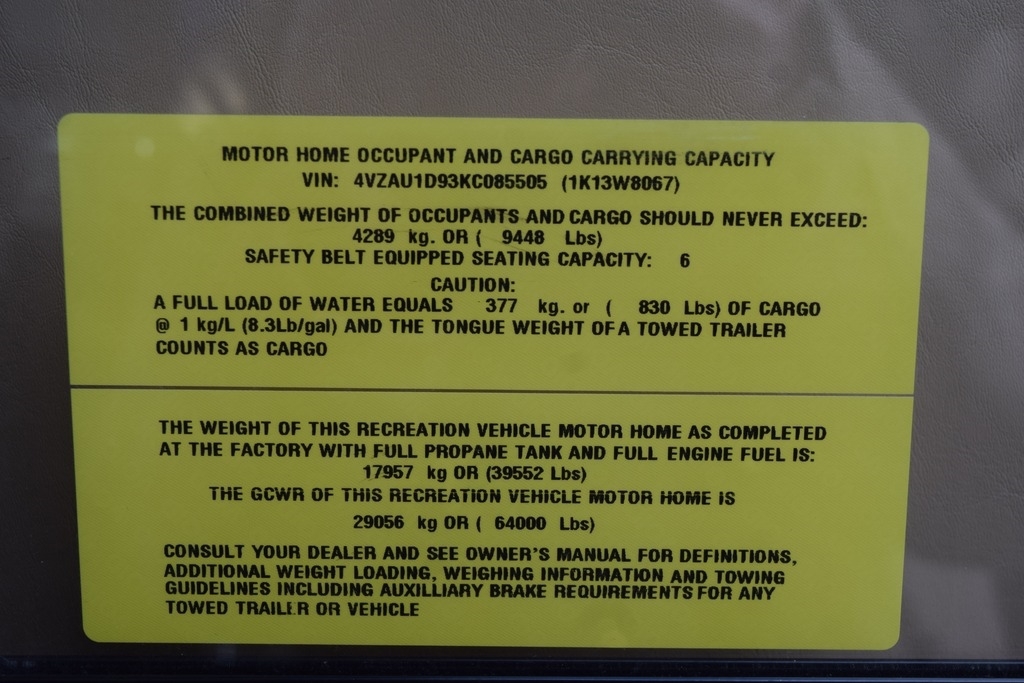 MOTOR HOME OCCUPANT AND CARGO CARRYING CAPACITY
VIN: 4VZAU1D93KC085505 (1K13W8067)
THE COMBINED WEIGHT OF OCCUPANTS AND CARGO SHOULD NEVER EXCEED:
4289 kg. OR ( 9448 Lbs)
SAFETY BELT EQUIPPED SEATING CAPACITY: 6
CAUTION:
A FULL LOAD OF WATER EQUALS 377 kg. or ( 830 Lbs) OF CARGO
@ 1 kg/L (8.3Lb/gal) AND THE TONGUE WEIGHT OF A TOWED TRAILER
COUNTS AS CARGO
THE WEIGHT OF THIS RECREATION VEHICLE MOTOR HOME AS COMPLETED
AT THE FACTORY WITH FULL PROPANE TANK AND FULL ENGINE FUEL IS:
17957 kg OR (39552 Lbs)
THE GCWR OF THIS RECREATION VEHICLE MOTOR HOME IS
29056 kg OR ( 64000 Lbs)
CONSULT YOUR DEALER AND SEE OWNER'S MANUAL FOR DEFINITIONS,
ADDITIONAL WEIGHT LOADING, WEIGHING INFORMATION AND TOWING
GUIDELINES INCLUDING AUXILLIARY BRAKE REQUIREMENTS FOR ANY
TOWED TRAILER OR VEHICLE